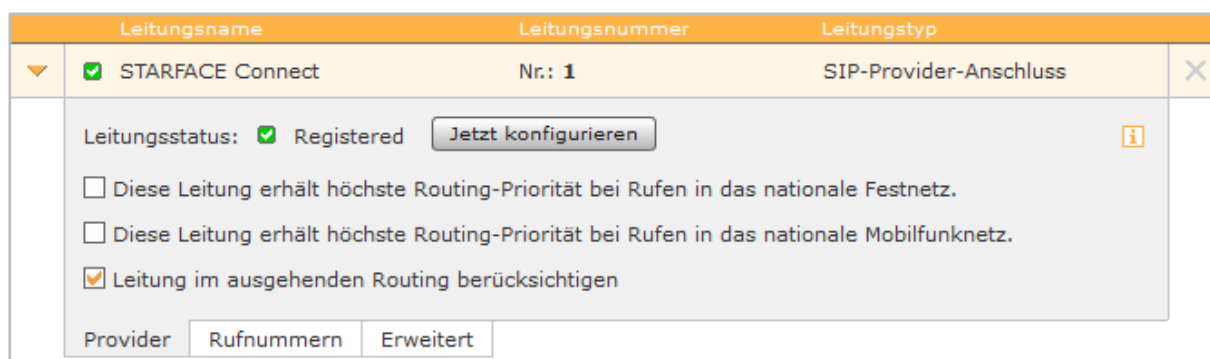 Leitungsname Leitungsnummer Leitungstyp
STARFACE Connect Nr.: 1 SIP-Provider-Anschluss
Leitungsstatus: Registered Jetzt konfigurieren i
Diese Leitung erhält höchste Routing-Priorität bei Rufen in das nationale Festnetz.
Diese Leitung erhält höchste Routing-Priorität bei Rufen in das nationale Mobilfunknetz.
Leitung im ausgehenden Routing berücksichtigen
Provider Rufnummern Erweitert